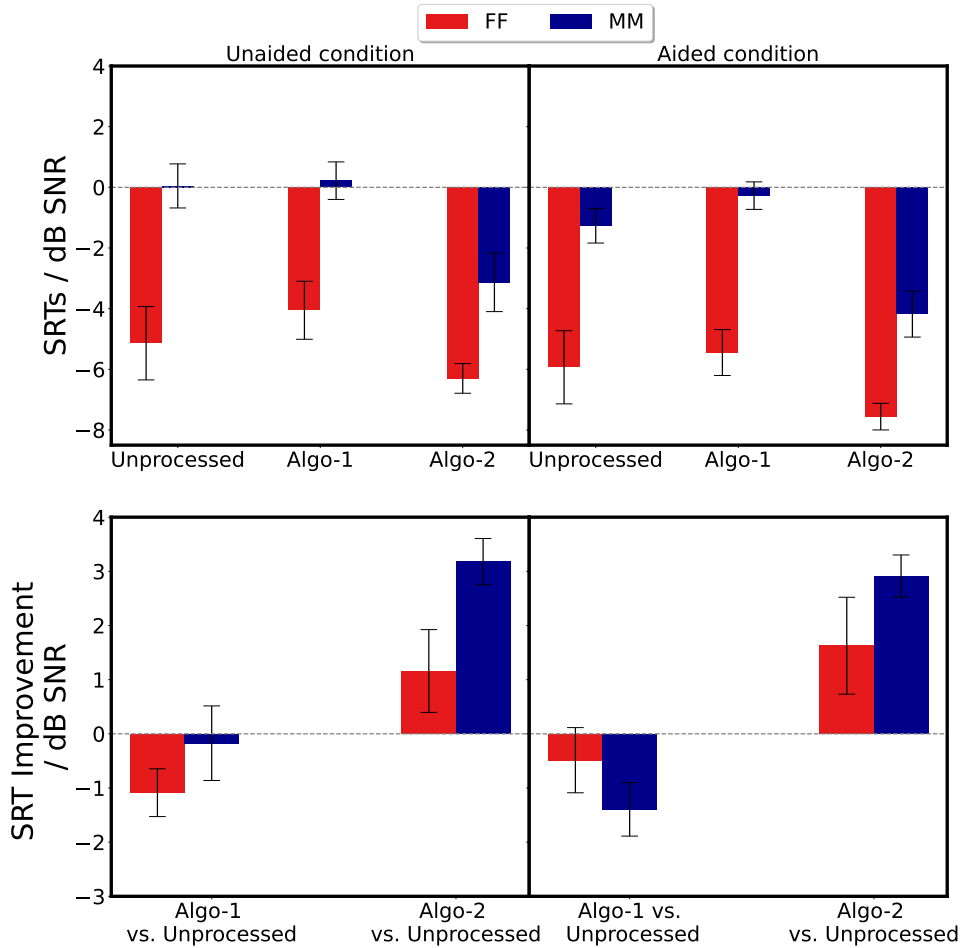 FF MM
Unaided condition Aided condition
SRTs / dB SNR
4
2
0
−2
−4
−6
−8
Unprocessed Algo-1 Algo-2 Unprocessed Algo-1 Algo-2
SRT Improvement
/ dB SNR
4
3
2
1
0
−1
−2
−3
Algo-1 Algo-2 Algo-1 vs. Algo-2
vs. Unprocessed vs. Unprocessed Unprocessed vs. Unprocessed